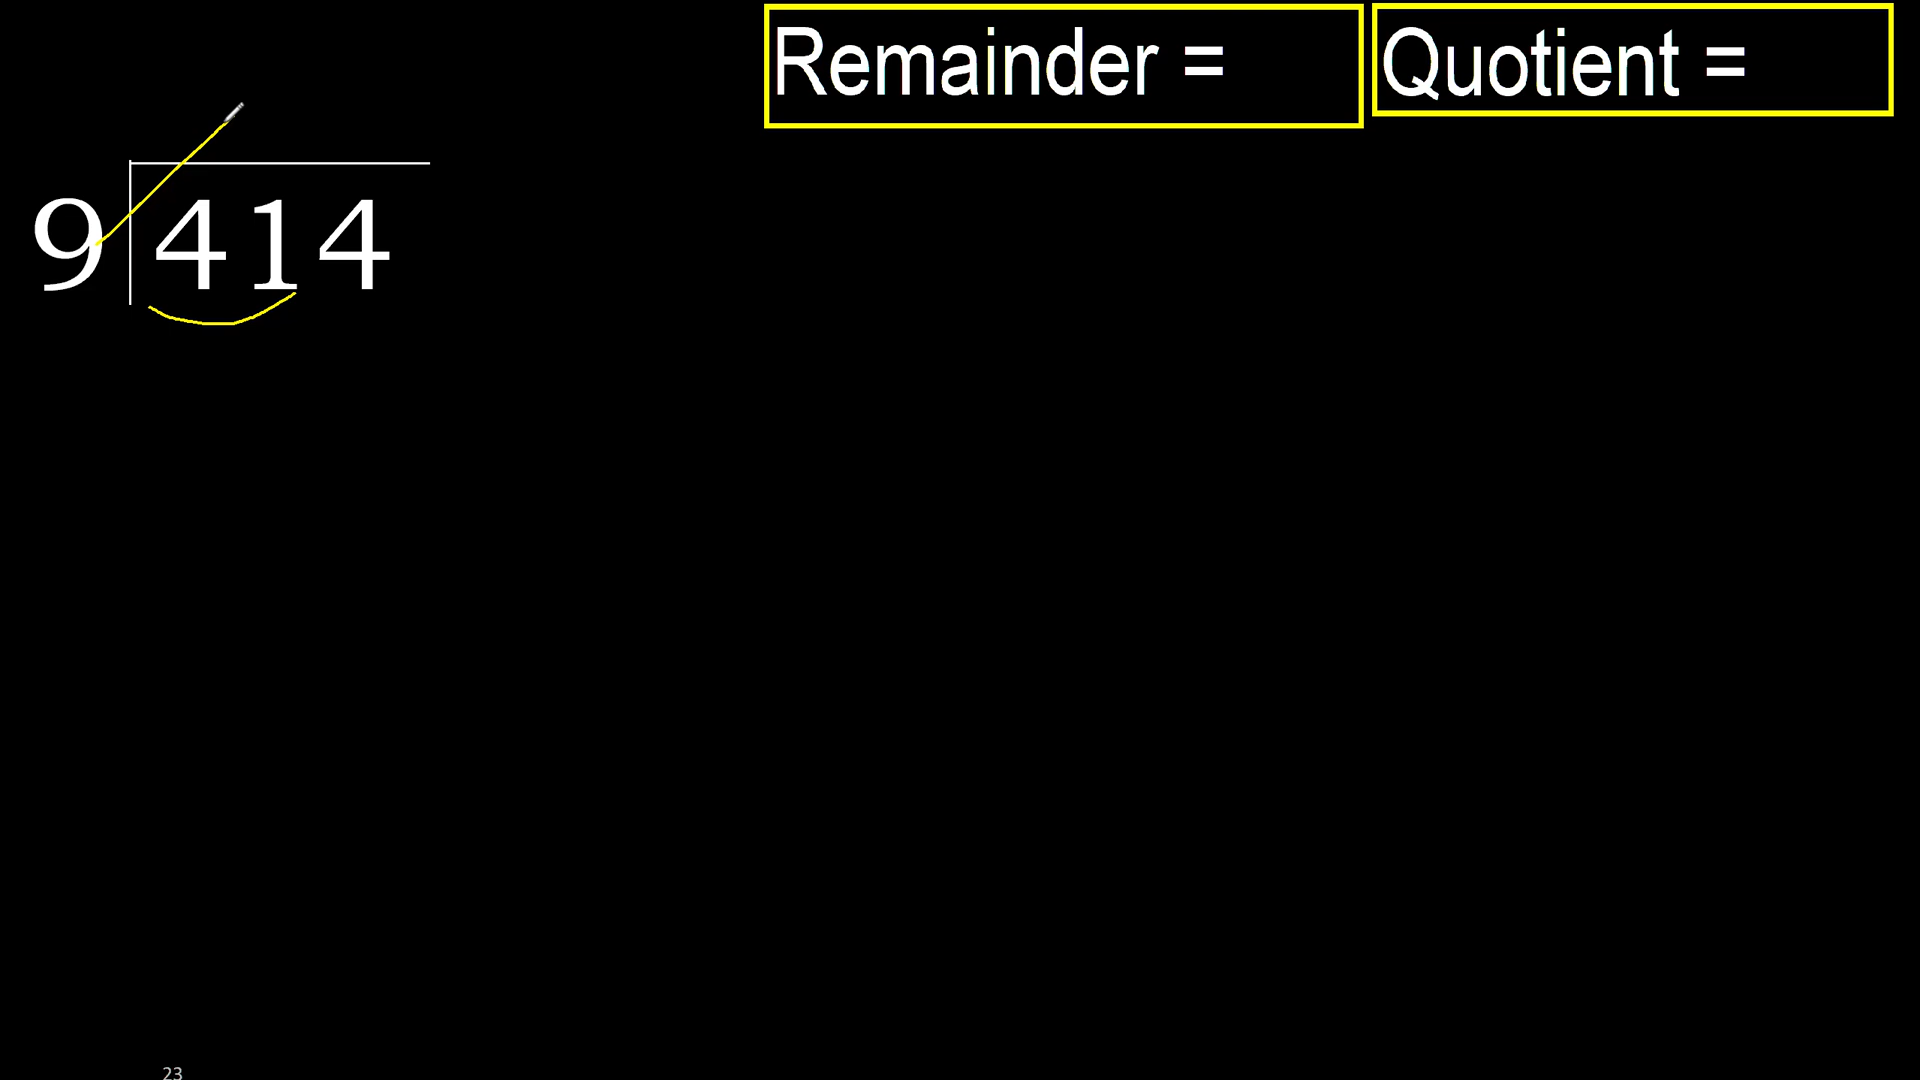 Remainder =
Quotient =
9 414
23